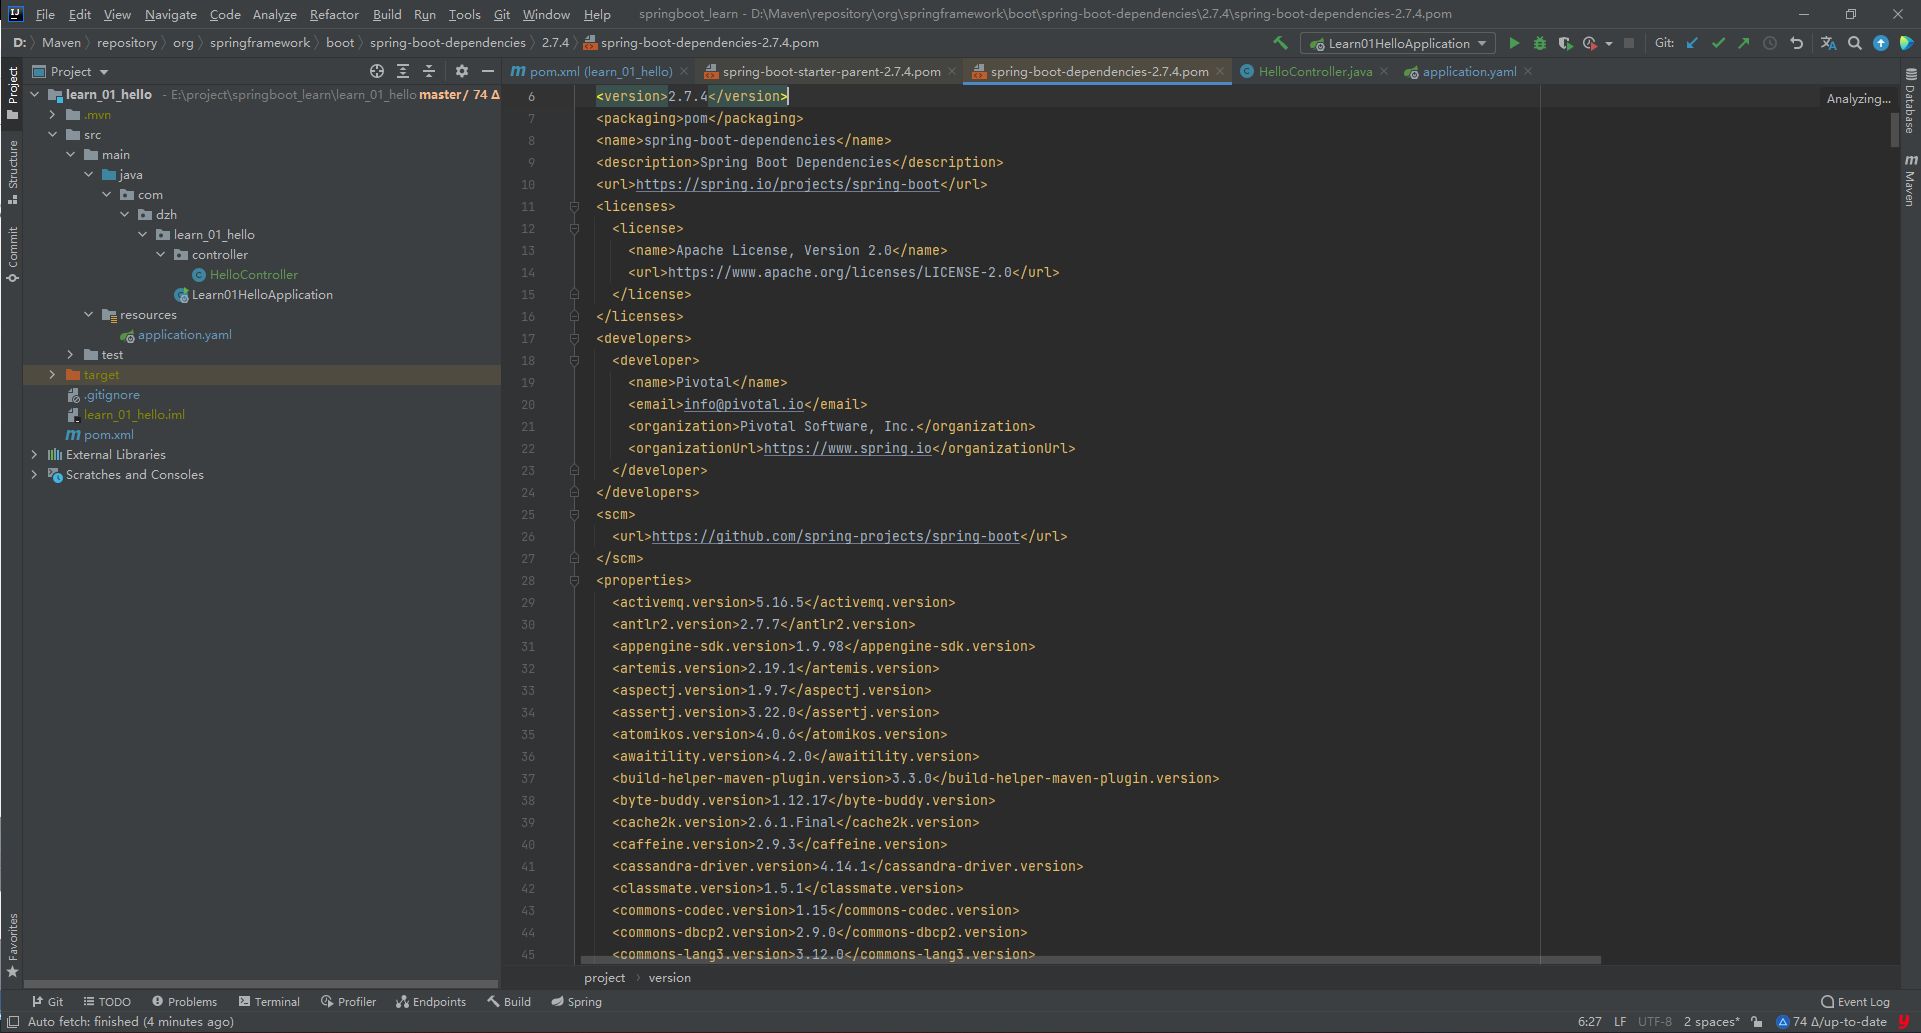 File Edit View Navigate Code Analyze Refactor Build Run Tools Git Window Help springboot_learn - D:\Maven\repository\org\springframework\boot\spring-boot-dependencies\2.7.4\spring-boot-dependencies-2.7.4.pom
D: Maven repository org springframework boot spring-boot-dependencies 2.7.4 spring-boot-dependencies-2.7.4.pom Learn01HelloApplication Git:
Project pom.xml (learn_01_hello) spring-boot-starter-parent-2.7.4.pom spring-boot-dependencies-2.7.4.pom HelloController.java application.yaml
Project
Structure
Commit
Favorites
learn_01_hello - E:\project\springboot_learn\learn_01_hello master/ 74 Δ
.mvn
src
main
java
com
dzh
learn_01_hello
controller
HelloController
Learn01HelloApplication
resources
application.yaml
test
target
.gitignore
learn_01_hello.iml
pom.xml
External Libraries
Scratches and Consoles
6 <version>2.7.4</version>
7 <packaging>pom</packaging>
8 <name>spring-boot-dependencies</name>
9 <description>Spring Boot Dependencies</description>
10 <url>https://spring.io/projects/spring-boot</url>
11 <licenses>
12 <license>
13 <name>Apache License, Version 2.0</name>
14 <url>https://www.apache.org/licenses/LICENSE-2.0</url>
15 </license>
16 </licenses>
17 <developers>
18 <developer>
19 <name>Pivotal</name>
20 <email>info@pivotal.io</email>
21 <organization>Pivotal Software, Inc.</organization>
22 <organizationUrl>https://www.spring.io</organizationUrl>
23 </developer>
24 </developers>
25 <scm>
26 <url>https://github.com/spring-projects/spring-boot</url>
27 </scm>
28 <properties>
29 <activemq.version>5.16.5</activemq.version>
30 <antlr2.version>2.7.7</antlr2.version>
31 <appengine-sdk.version>1.9.98</appengine-sdk.version>
32 <artemis.version>2.19.1</artemis.version>
33 <aspectj.version>1.9.7</aspectj.version>
34 <assertj.version>3.22.0</assertj.version>
35 <atomikos.version>4.0.6</atomikos.version>
36 <awaitility.version>4.2.0</awaitility.version>
37 <build-helper-maven-plugin.version>3.3.0</build-helper-maven-plugin.version>
38 <byte-buddy.version>1.12.17</byte-buddy.version>
39 <cache2k.version>2.6.1.Final</cache2k.version>
40 <caffeine.version>2.9.3</caffeine.version>
41 <cassandra-driver.version>4.14.1</cassandra-driver.version>
42 <classmate.version>1.5.1</classmate.version>
43 <commons-codec.version>1.15</commons-codec.version>
44 <commons-dbcp2.version>2.9.0</commons-dbcp2.version>
45 <commons-lang3.version>3.12.0</commons-lang3.version>
Analyzing...
Database
Maven
project version
Git TODO Problems Terminal Profiler Endpoints Build Spring Event Log
Auto fetch: finished (4 minutes ago) 6:27 LF UTF-8 2 spaces* 74 Δ/up-to-date